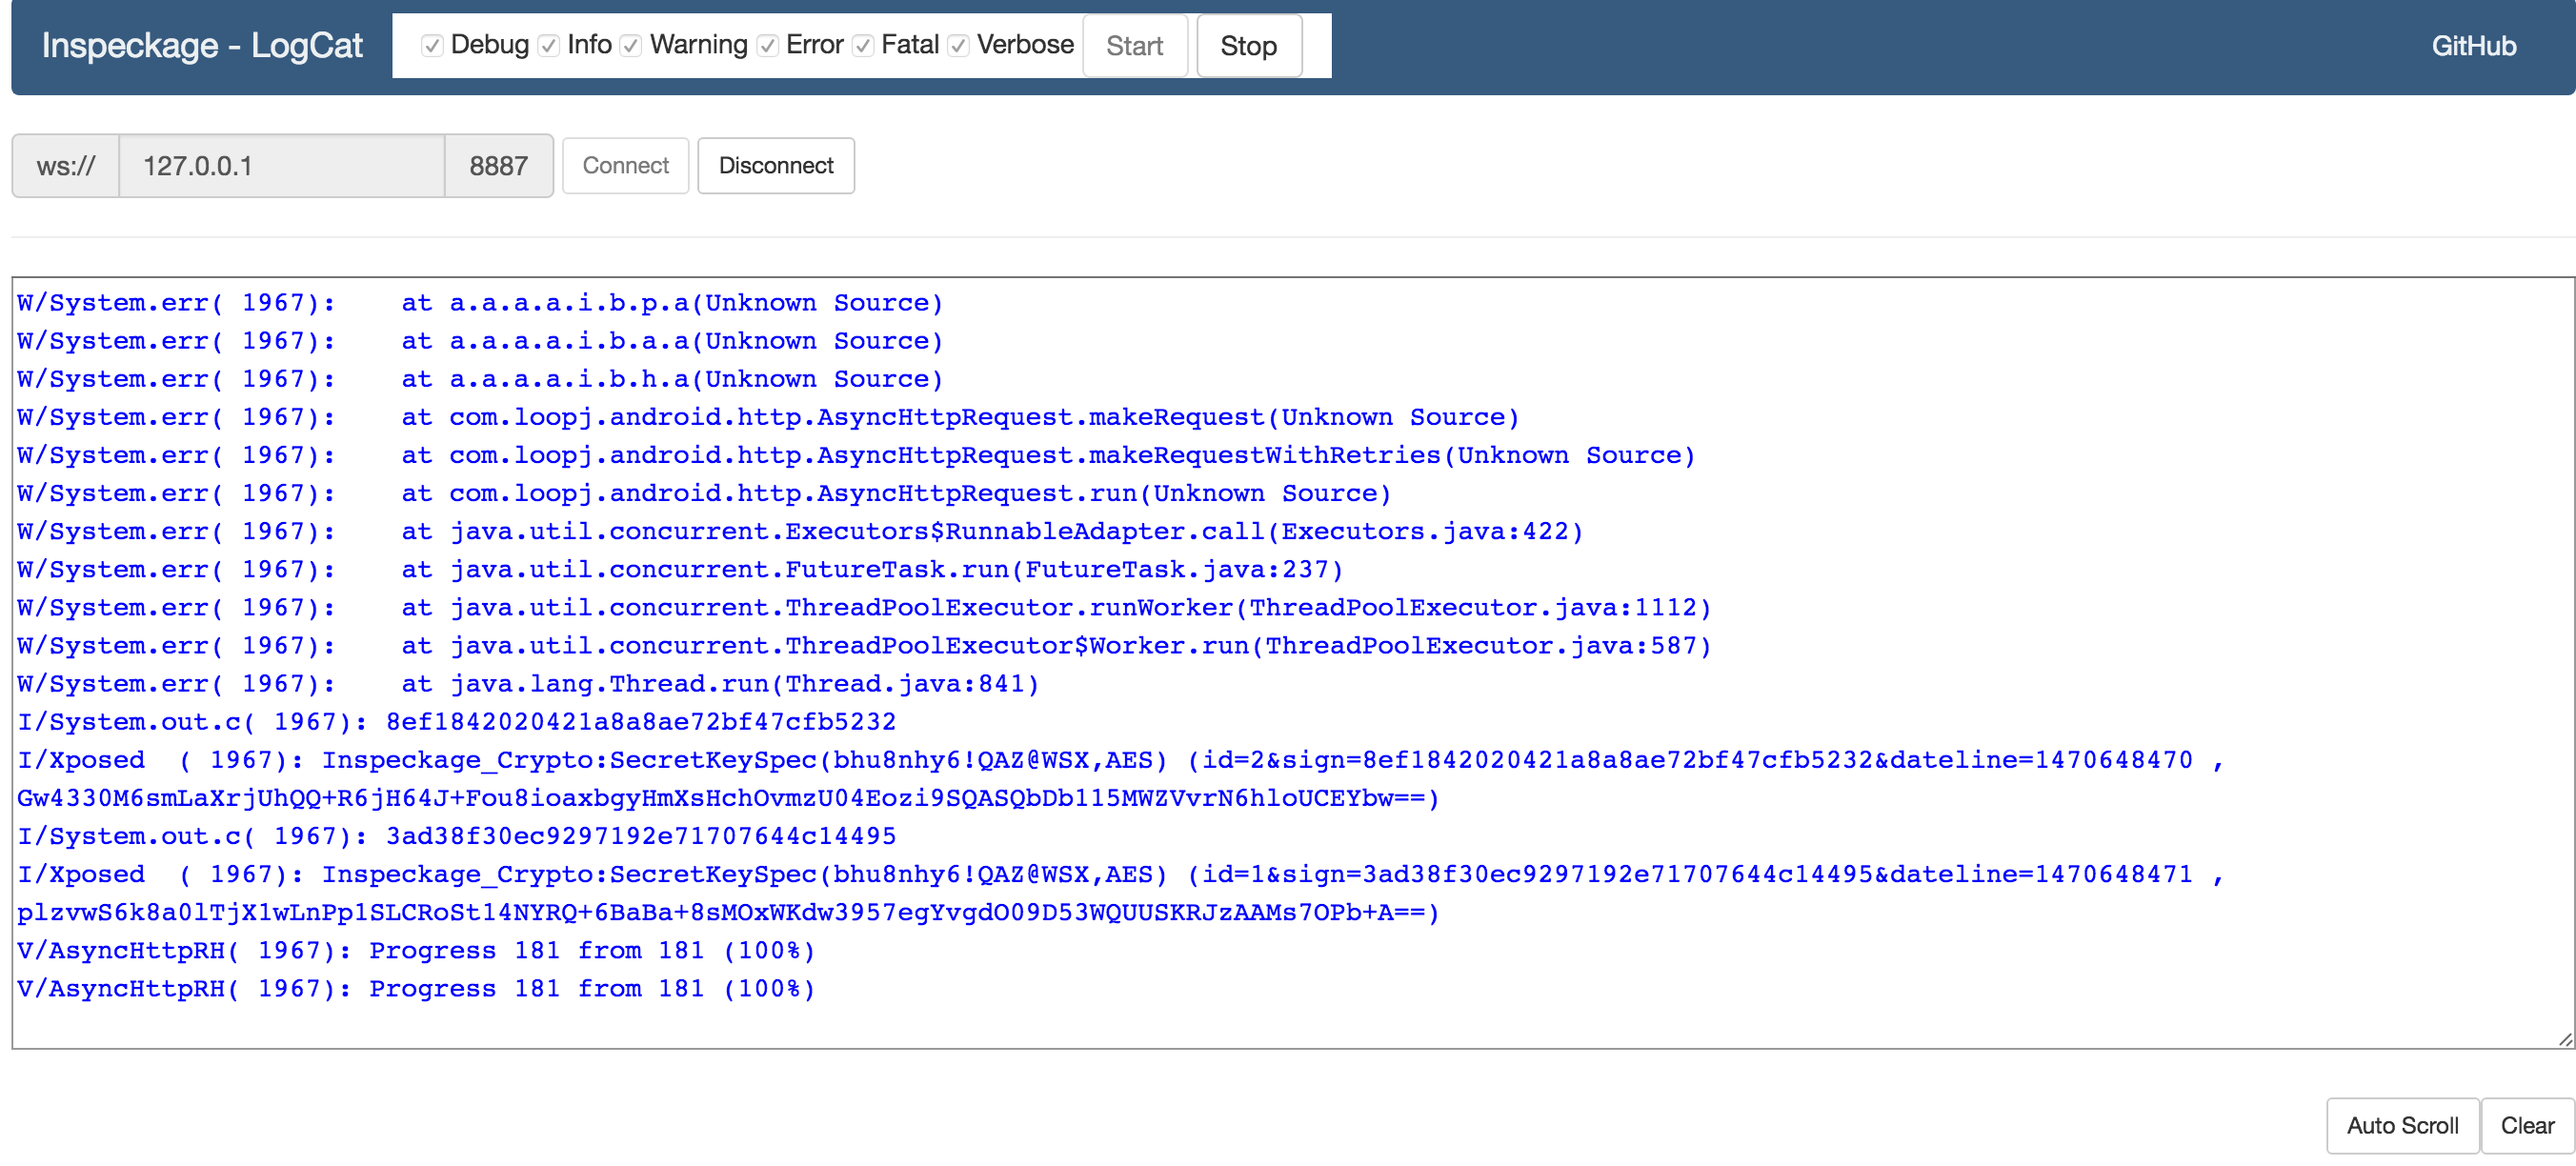 Inspeckage - LogCat Debug Info Warning Error Fatal Verbose Start Stop GitHub
ws:// 127.0.0.1 8887 Connect Disconnect
W/System.err( 1967):    at a.a.a.a.i.b.p.a(Unknown Source)
W/System.err( 1967):    at a.a.a.a.i.b.a.a(Unknown Source)
W/System.err( 1967):    at a.a.a.a.i.b.h.a(Unknown Source)
W/System.err( 1967):    at com.loopj.android.http.AsyncHttpRequest.makeRequest(Unknown Source)
W/System.err( 1967):    at com.loopj.android.http.AsyncHttpRequest.makeRequestWithRetries(Unknown Source)
W/System.err( 1967):    at com.loopj.android.http.AsyncHttpRequest.run(Unknown Source)
W/System.err( 1967):    at java.util.concurrent.Executors$RunnableAdapter.call(Executors.java:422)
W/System.err( 1967):    at java.util.concurrent.FutureTask.run(FutureTask.java:237)
W/System.err( 1967):    at java.util.concurrent.ThreadPoolExecutor.runWorker(ThreadPoolExecutor.java:1112)
W/System.err( 1967):    at java.util.concurrent.ThreadPoolExecutor$Worker.run(ThreadPoolExecutor.java:587)
W/System.err( 1967):    at java.lang.Thread.run(Thread.java:841)
I/System.out.c( 1967): 8ef1842020421a8a8ae72bf47cfb5232
I/Xposed  ( 1967): Inspeckage_Crypto:SecretKeySpec(bhu8nhy6!QAZ@WSX,AES) (id=2&sign=8ef1842020421a8a8ae72bf47cfb5232&dateline=1470648470 ,
Gw4330M6smLaXrjUhQQ+R6jH64J+Fou8ioaxbgyHmXsHchOvmzU04Eozi9SQASQbDb115MWZVvrN6hloUCEYbw==)
I/System.out.c( 1967): 3ad38f30ec9297192e71707644c14495
I/Xposed  ( 1967): Inspeckage_Crypto:SecretKeySpec(bhu8nhy6!QAZ@WSX,AES) (id=1&sign=3ad38f30ec9297192e71707644c14495&dateline=1470648471 ,
plzvwS6k8a0lTjX1wLnPp1SLCRoSt14NYRQ+6BaBa+8sMOxWKdw3957egYvgdO09D53WQUUSKRJzAAMs7OPb+A==)
V/AsyncHttpRH( 1967): Progress 181 from 181 (100%)
V/AsyncHttpRH( 1967): Progress 181 from 181 (100%)
Auto Scroll Clear